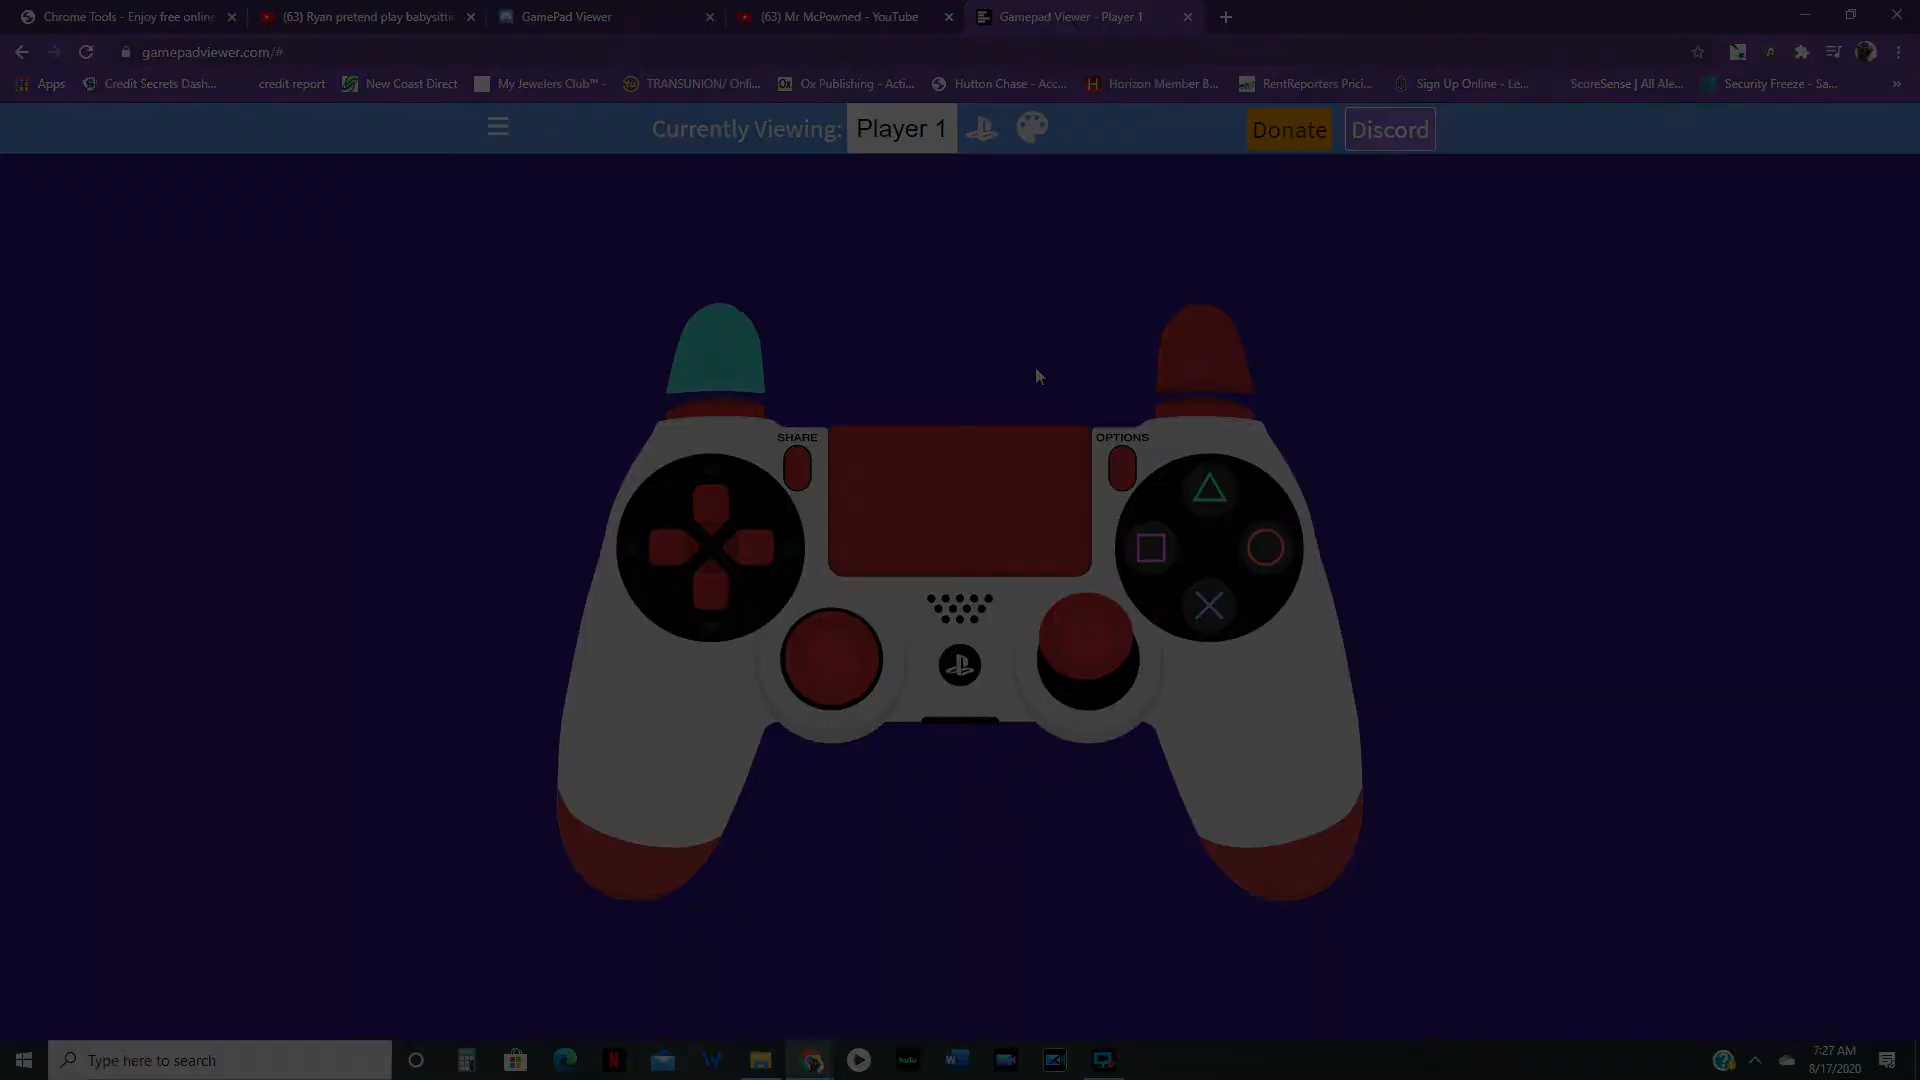 Chrome Tools - Enjoy free online
(63) Ryan pretend play babysitti
GamePad Viewer
(63) Mr McPowned - YouTube
Gamepad Viewer - Player 1
gamepadviewer.com/#
Apps
Credit Secrets Dash...
credit report
New Coast Direct
My Jewelers Club™ -
TRANSUNION/ Onli...
Ox Publishing - Acti...
Hutton Chase - Acc...
Horizon Member B...
RentReporters Prici...
Sign Up Online - Le...
ScoreSense | All Ale...
Security Freeze - Sa...
»
Currently Viewing: Player 1
Donate
Discord
SHARE
OPTIONS
Type here to search
hulu
7:27 AM
8/17/2020